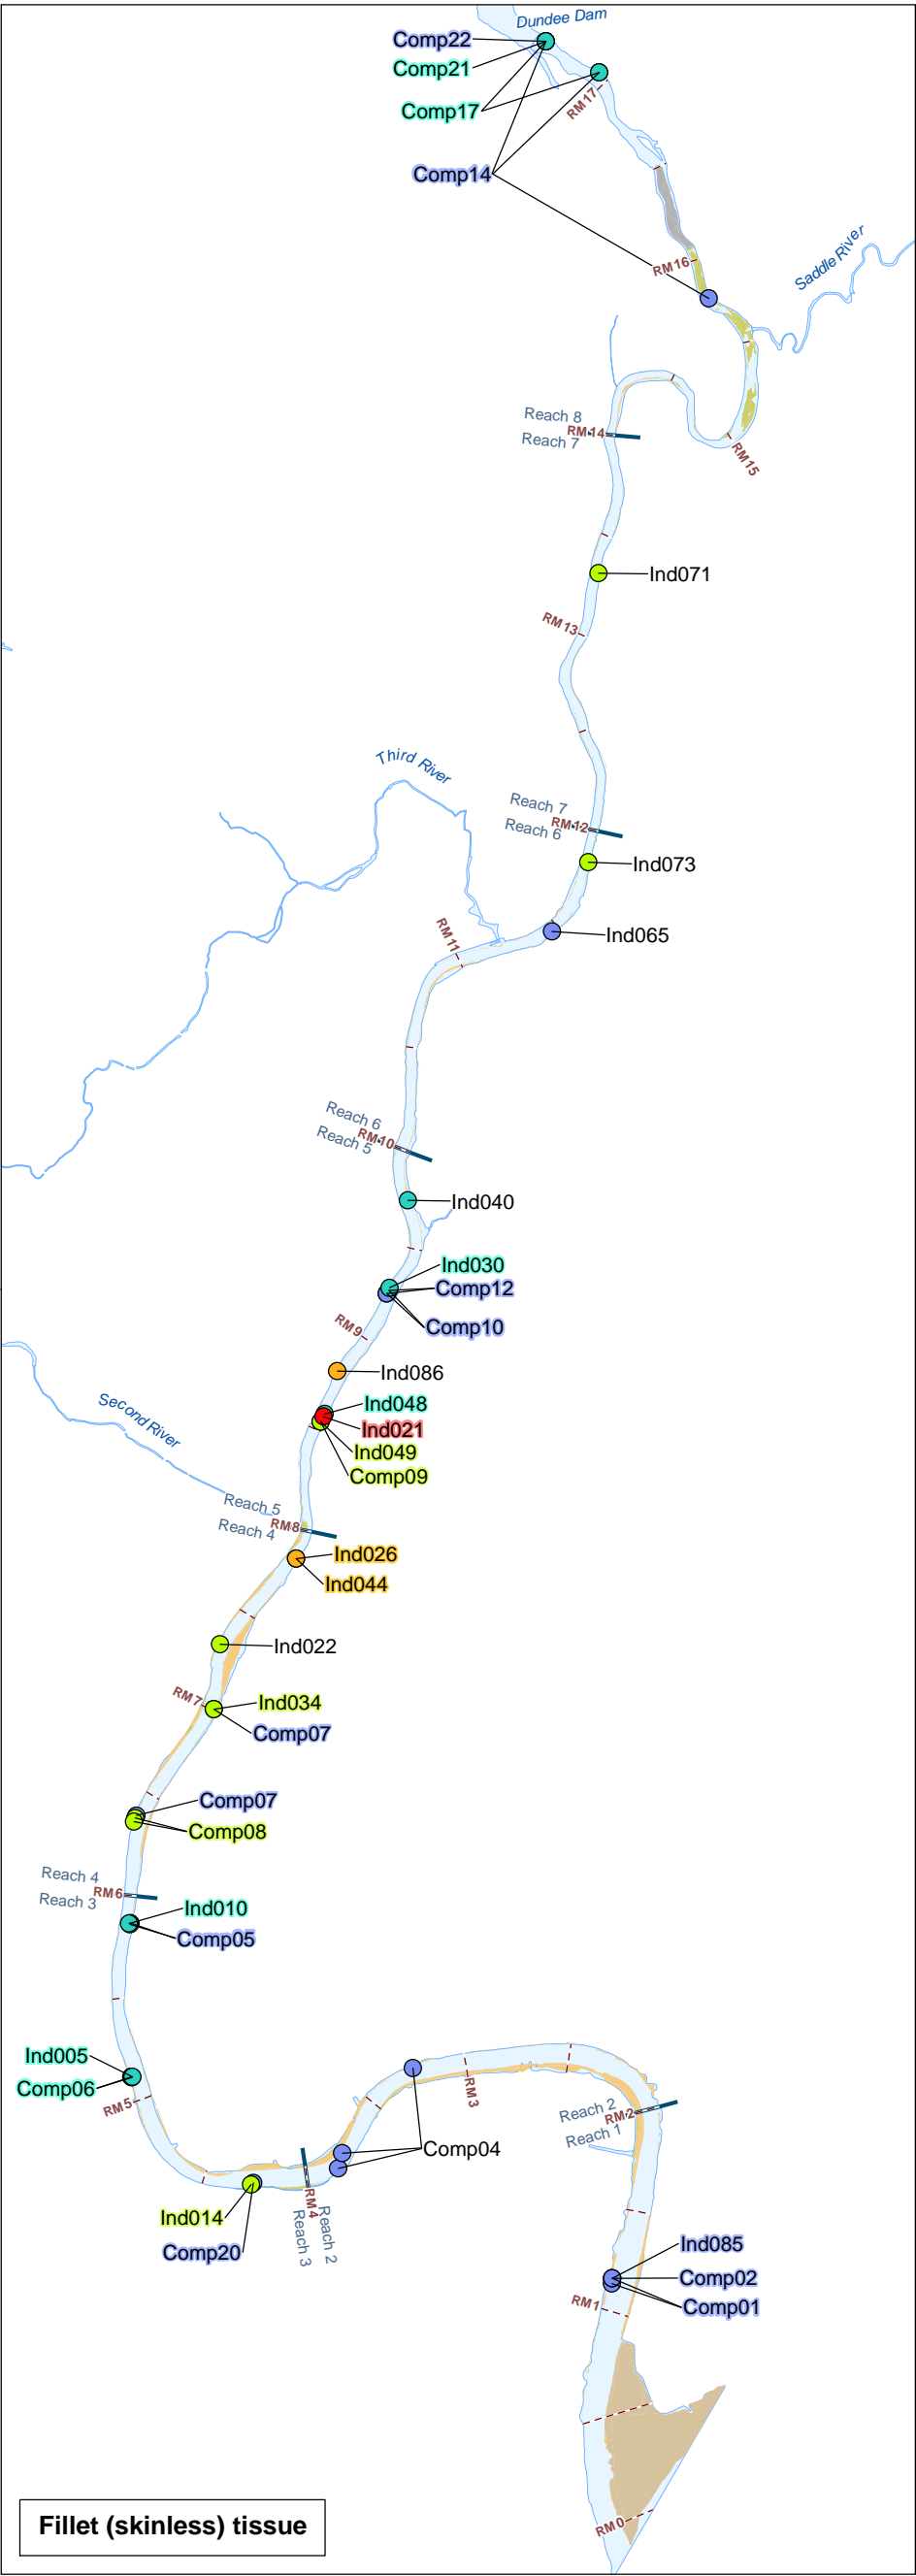 Dundee Dam
Comp22
Comp21
Comp17
RM17
Comp14
Saddle River
RM16
Reach 8
RM14
Reach 7
RM15
Ind071
RM13
Third River
Reach 7
RM12
Reach 6
Ind073
Ind065
RM11
Reach 6
RM10
Reach 5
Ind040
Ind030
Comp12
Comp10
RM9
Ind086
Second River
Ind048
Ind021
Ind049
Comp09
Reach 5
RM8
Reach 4
Ind026
Ind044
Ind022
RM7
Ind034
Comp07
Comp07
Comp08
Reach 4
RM6
Reach 3
Ind010
Comp05
Ind005
Comp06
RM5
RM3
Reach 2
RM2
Reach 1
Comp04
RM4
Reach 2
Reach 3
Ind014
Comp20
Ind085
Comp02
Comp01
RM1
RM0
Fillet (skinless) tissue